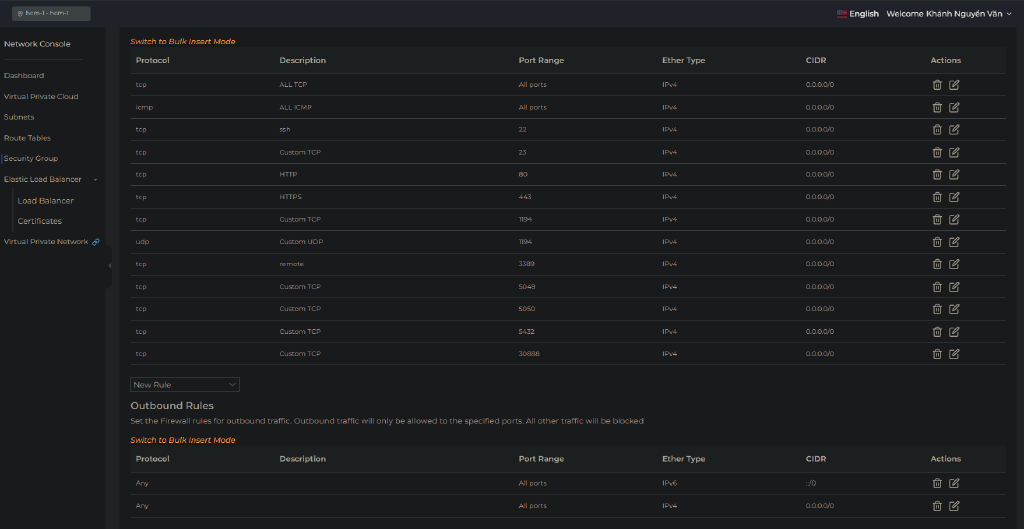 hcm-1 - hcm-1
English Welcome Khánh Nguyễn Văn
Network Console
Dashboard
Virtual Private Cloud
Subnets
Route Tables
Security Group
Elastic Load Balancer
Load Balancer
Certificates
Virtual Private Network
Switch to Bulk Insert Mode
Protocol Description Port Range Ether Type CIDR Actions
tcp ALL TCP All ports IPv4 0.0.0.0/0
icmp ALL ICMP All ports IPv4 0.0.0.0/0
tcp ssh 22 IPv4 0.0.0.0/0
tcp Custom TCP 23 IPv4 0.0.0.0/0
tcp HTTP 80 IPv4 0.0.0.0/0
tcp HTTPS 443 IPv4 0.0.0.0/0
tcp Custom TCP 1194 IPv4 0.0.0.0/0
udp Custom UDP 1194 IPv4 0.0.0.0/0
tcp remote 3389 IPv4 0.0.0.0/0
tcp Custom TCP 5049 IPv4 0.0.0.0/0
tcp Custom TCP 5050 IPv4 0.0.0.0/0
tcp Custom TCP 5432 IPv4 0.0.0.0/0
tcp Custom TCP 30888 IPv4 0.0.0.0/0
New Rule
Outbound Rules
Set the Firewall rules for outbound traffic. Outbound traffic will only be allowed to the specified ports. All other traffic will be blocked
Switch to Bulk Insert Mode
Protocol Description Port Range Ether Type CIDR Actions
Any All ports IPv6 ::/0
Any All ports IPv4 0.0.0.0/0